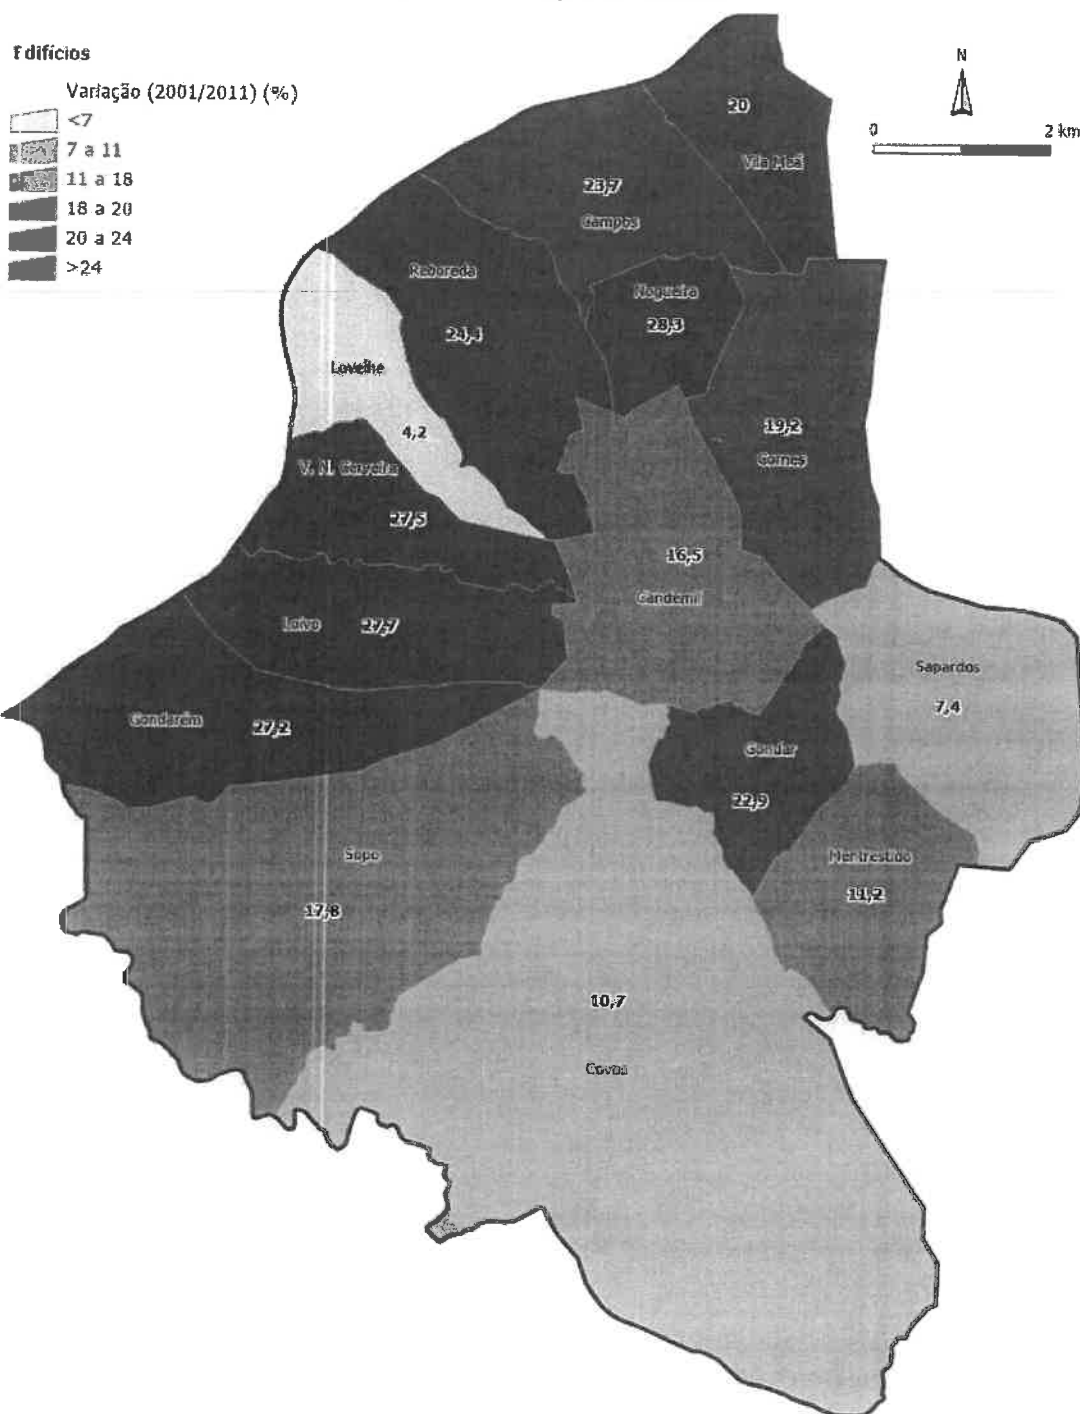 Edifícios
Variação (2001/2011) (%)
<7
7 a 11
11 a 18
18 a 20
20 a 24
>24
N
0 2 km
20
Vila Meã
23,7
Campos
Reboreda
24,4
Nogueira
28,3
Lovelhe
4,2
19,2
Cornes
V. N. Cerveira
27,5
16,5
Candemil
Loivo 27,7
Sapardos
7,4
Gondarém 27,2
Gondar
22,9
Sopo
17,8
Mentrestido
11,2
10,7
Covas